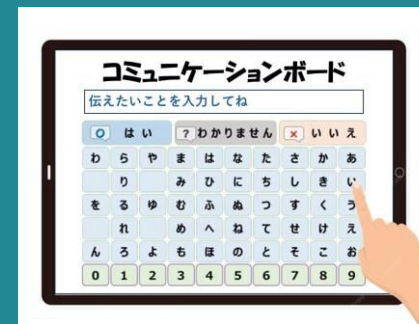 コミュニケーションボード
伝えたいことを入力してね
はい ? わかりません いいえ
わ ら や ま は な た さ か あ
り み ひ に ち し き い
を る ゆ む ふ ぬ つ す く う
れ め へ ね て せ け え
ん ろ よ も ほ の と そ こ お
0 1 2 3 4 5 6 7 8 9